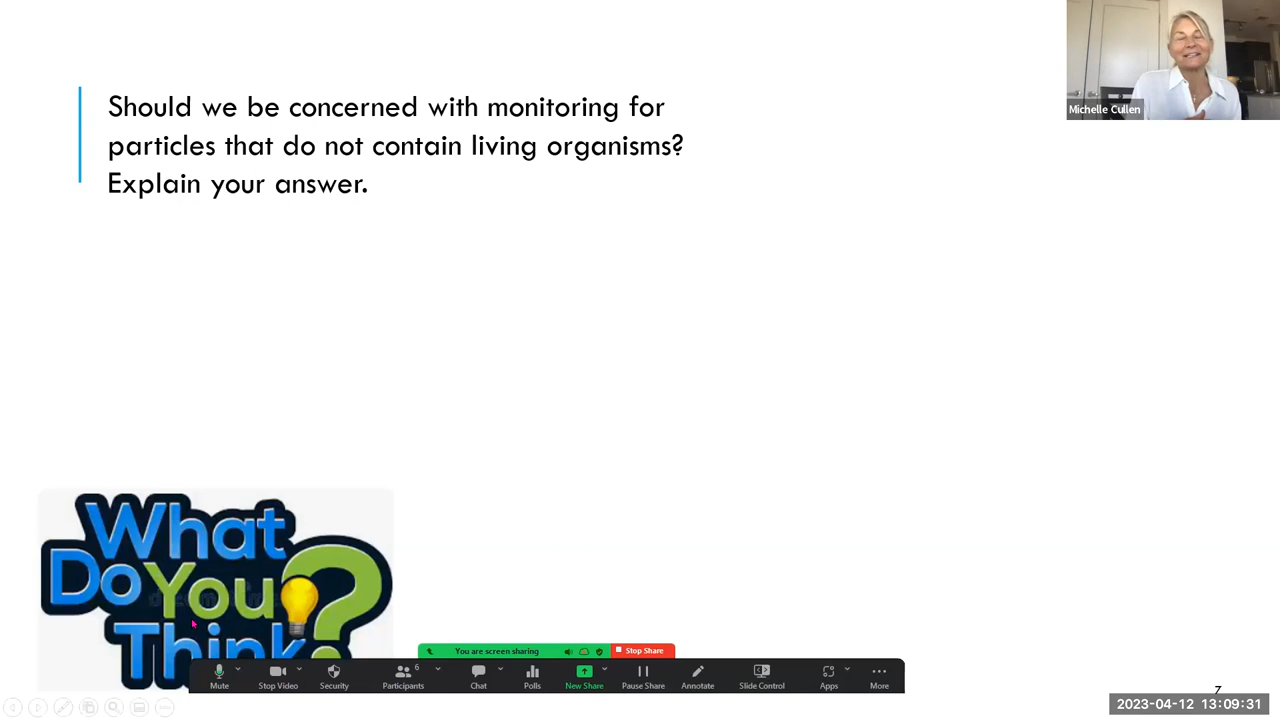 Should we be concerned with monitoring for
particles that do not contain living organisms?
Explain your answer.
Michelle Cullen
What
Do You
Think
?
You are screen sharing
Stop Share
Mute
Stop Video
Security
6
Participants
Chat
Polls
New Share
Pause Share
Annotate
Slide Control
Apps
More
7
2023-04-12 13:09:31